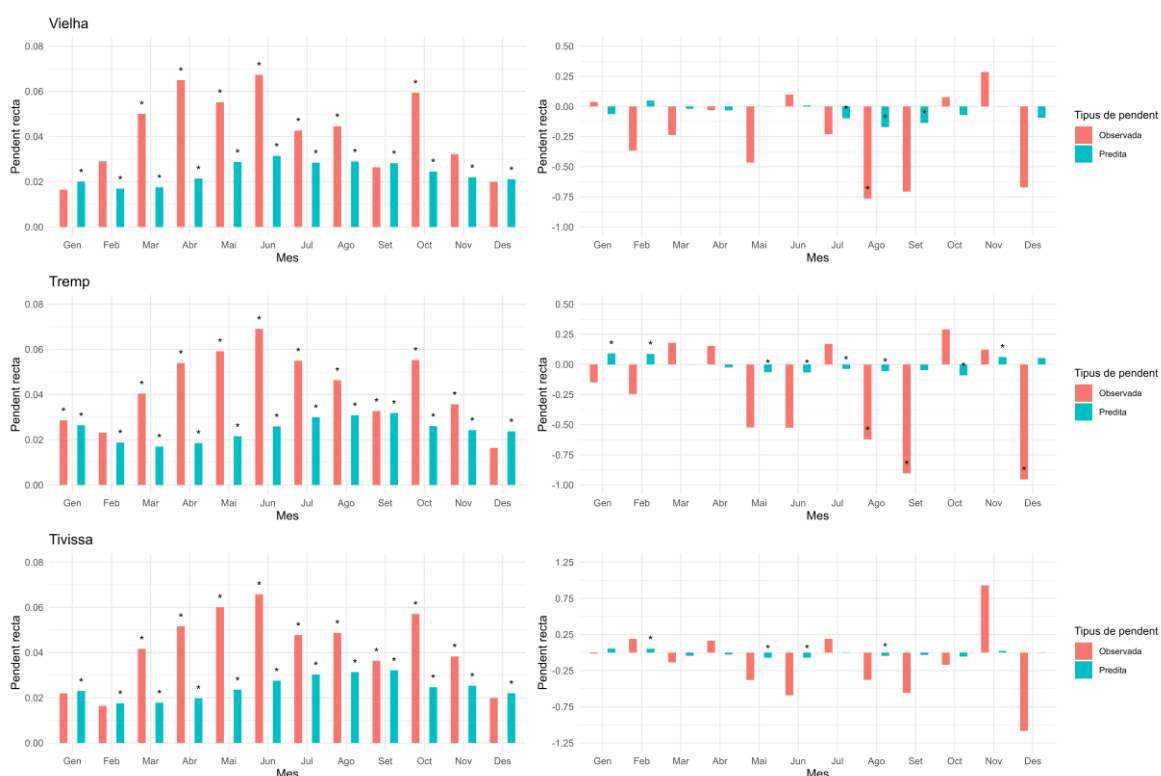 Vielha
0.08
0.06
0.04
0.02
0.00
Pendent recta
Gen Feb Mar Abr Mai Jun Jul Ago Set Oct Nov Des
Mes
0.50
0.25
0.00
-0.25
-0.50
-0.75
-1.00
Pendent recta
Gen Feb Mar Abr Mai Jun Jul Ago Set Oct Nov Des
Mes
Tipus de pendent
Observada
Predita
Tremp
0.08
0.06
0.04
0.02
0.00
Pendent recta
Gen Feb Mar Abr Mai Jun Jul Ago Set Oct Nov Des
Mes
0.50
0.25
0.00
-0.25
-0.50
-0.75
-1.00
Pendent recta
Gen Feb Mar Abr Mai Jun Jul Ago Set Oct Nov Des
Mes
Tipus de pendent
Observada
Predita
Tivissa
0.08
0.06
0.04
0.02
0.00
Pendent recta
Gen Feb Mar Abr Mai Jun Jul Ago Set Oct Nov Des
Mes
1.25
0.75
0.25
-0.25
-0.75
-1.25
Pendent recta
Gen Feb Mar Abr Mai Jun Jul Ago Set Oct Nov Des
Mes
Tipus de pendent
Observada
Predita